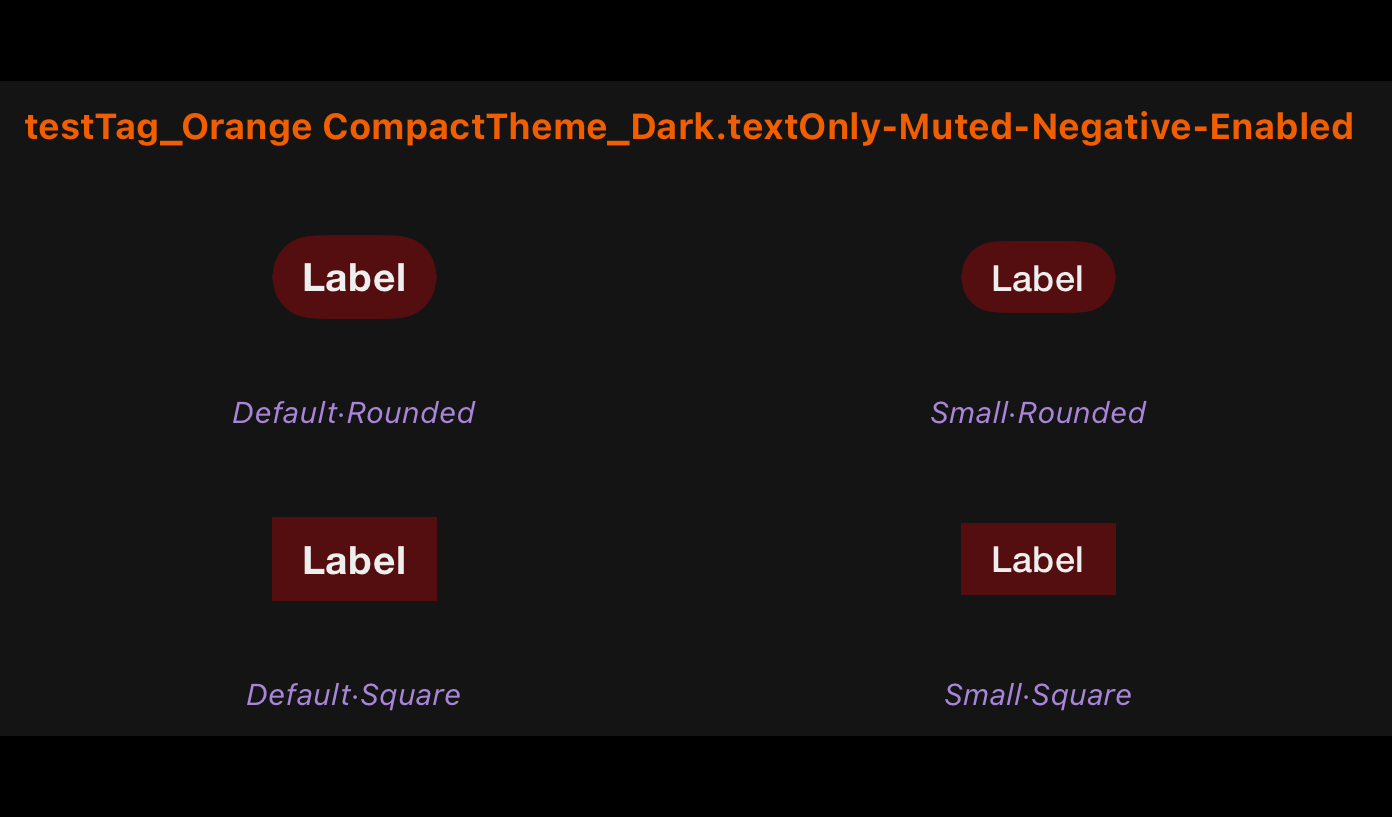 testTag_Orange CompactTheme_Dark.textOnly-Muted-Negative-Enabled
Label Label
Default·Rounded Small·Rounded
Label Label
Default·Square Small·Square